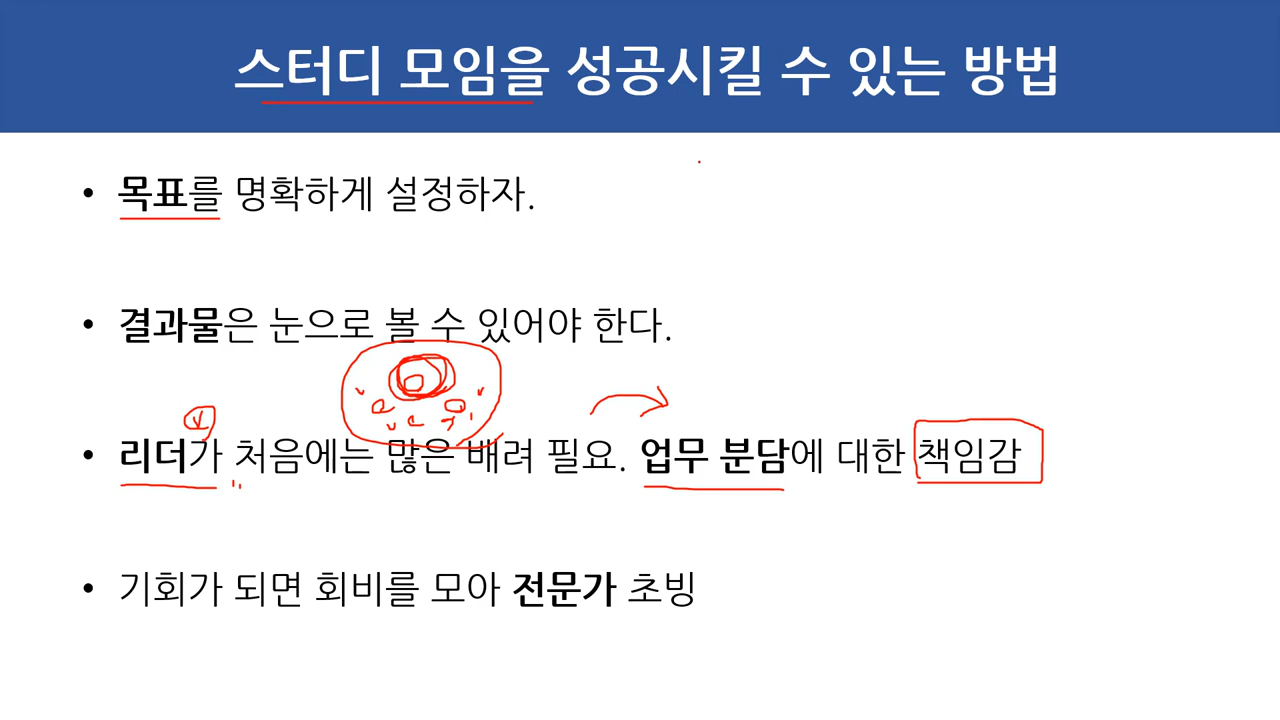 스터디 모임을 성공시킬 수 있는 방법
• 목표를 명확하게 설정하자.
• 결과물은 눈으로 볼 수 있어야 한다.
• 리더가 처음에는 많은 배려 필요. 업무 분담에 대한 책임감
• 기회가 되면 회비를 모아 전문가 초빙